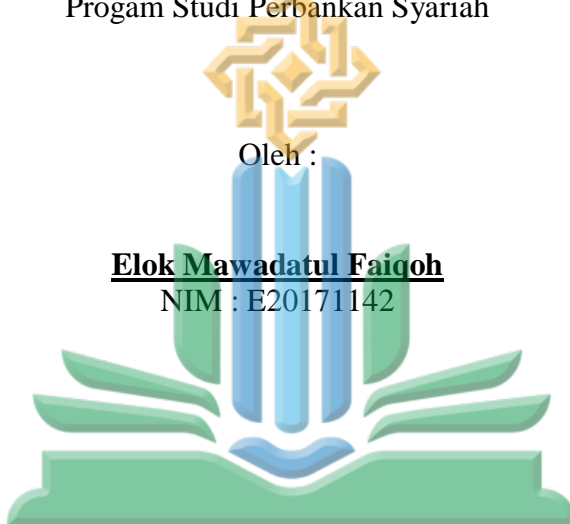 Progam Studi Perbankan Syariah
Oleh :
Elok Mawadatul Faiqoh
NIM : E20171142